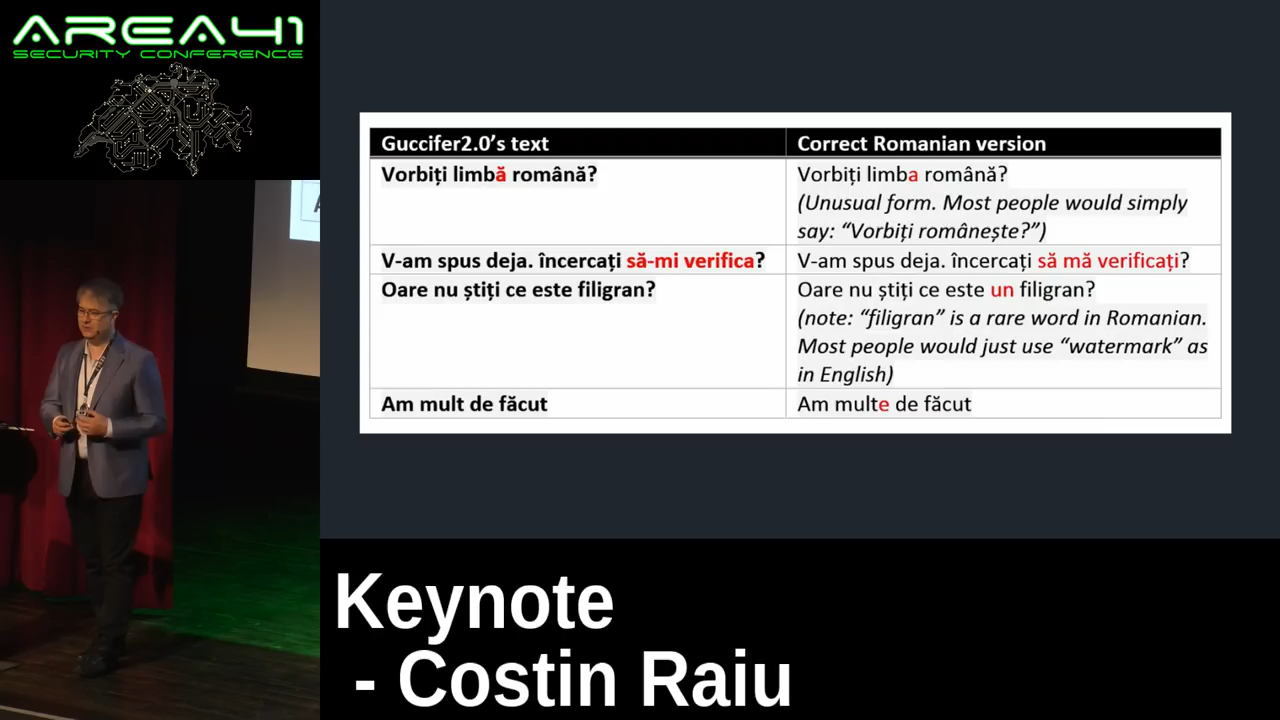 AREA41
SECURITY CONFERENCE
Guccifer2.0’s text
Correct Romanian version
Vorbiți limbă română?
Vorbiți limba română?
(Unusual form. Most people would simply
say: “Vorbiți românește?”)
V-am spus deja. încercați să-mi verifica?
V-am spus deja. încercați să mă verificați?
Oare nu știți ce este filigran?
Oare nu știți ce este un filigran?
(note: “filigran” is a rare word in Romanian.
Most people would just use “watermark” as
in English)
Am mult de făcut
Am multe de făcut
Keynote
- Costin Raiu